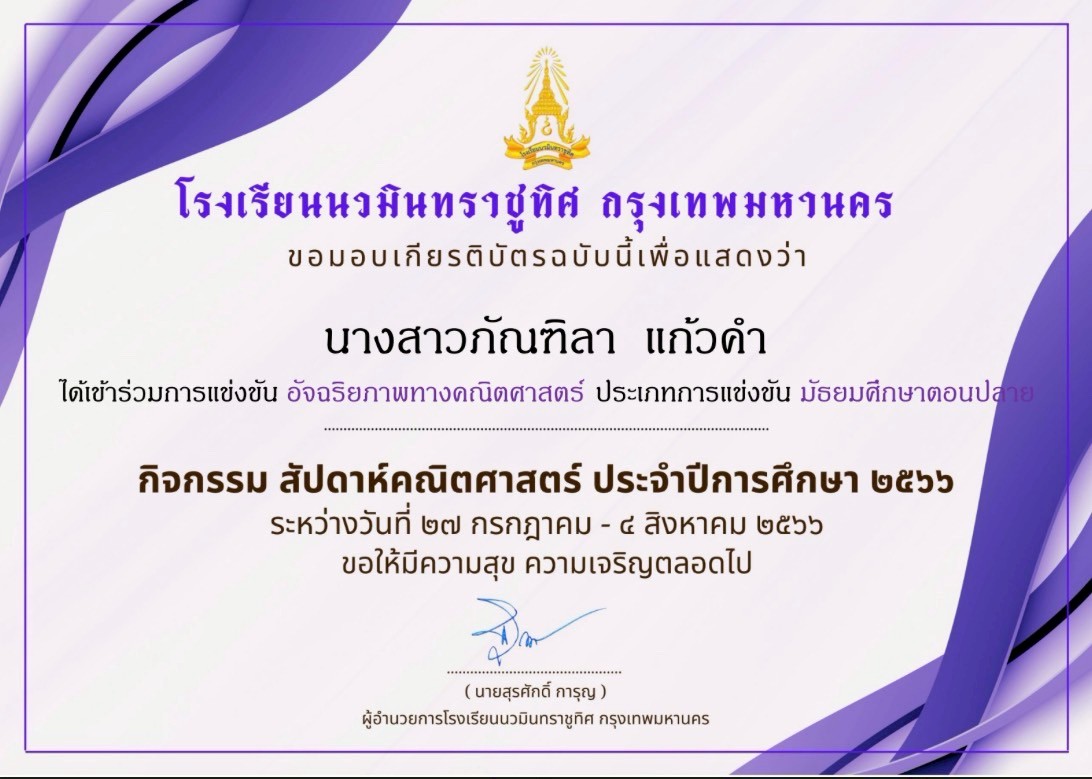 โรงเรียนนวมินทราชูทิศ กรุงเทพมหานคร
ขอมอบเกียรติบัตรฉบับนี้เพื่อแสดงว่า
นางสาวภัณฑิลา แก้วคำ
ได้เข้าร่วมการแข่งขัน อัจฉริยภาพทางคณิตศาสตร์ ประเภทการแข่งขัน มัธยมศึกษาตอนปลาย
กิจกรรม สัปดาห์คณิตศาสตร์ ประจำปีการศึกษา ๒๕๖๖
ระหว่างวันที่ ๒๗ กรกฎาคม - ๔ สิงหาคม ๒๕๖๖
ขอให้มีความสุข ความเจริญตลอดไป
( นายสุรศักดิ์ การุญ )
ผู้อำนวยการโรงเรียนนวมินทราชูทิศ กรุงเทพมหานคร